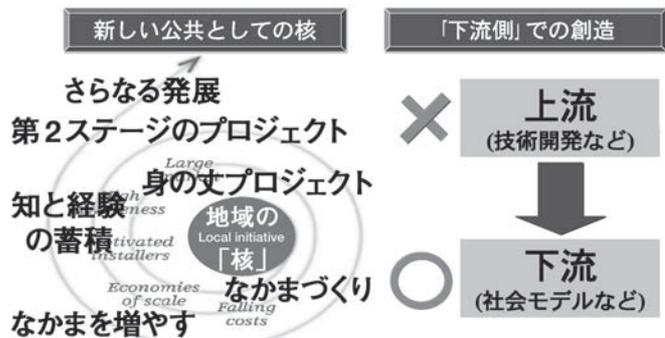 新しい公共としての核
さらなる発展
第2ステージのプロジェクト
Large
身の丈プロジェクト
知と経験
の蓄積
installers
地域の
Local initiative
「核」
Economies
of scale
なかまづくり
Falling
costs
なかまを増やす
「下流側」での創造
上流
(技術開発など)
下流
(社会モデルなど)